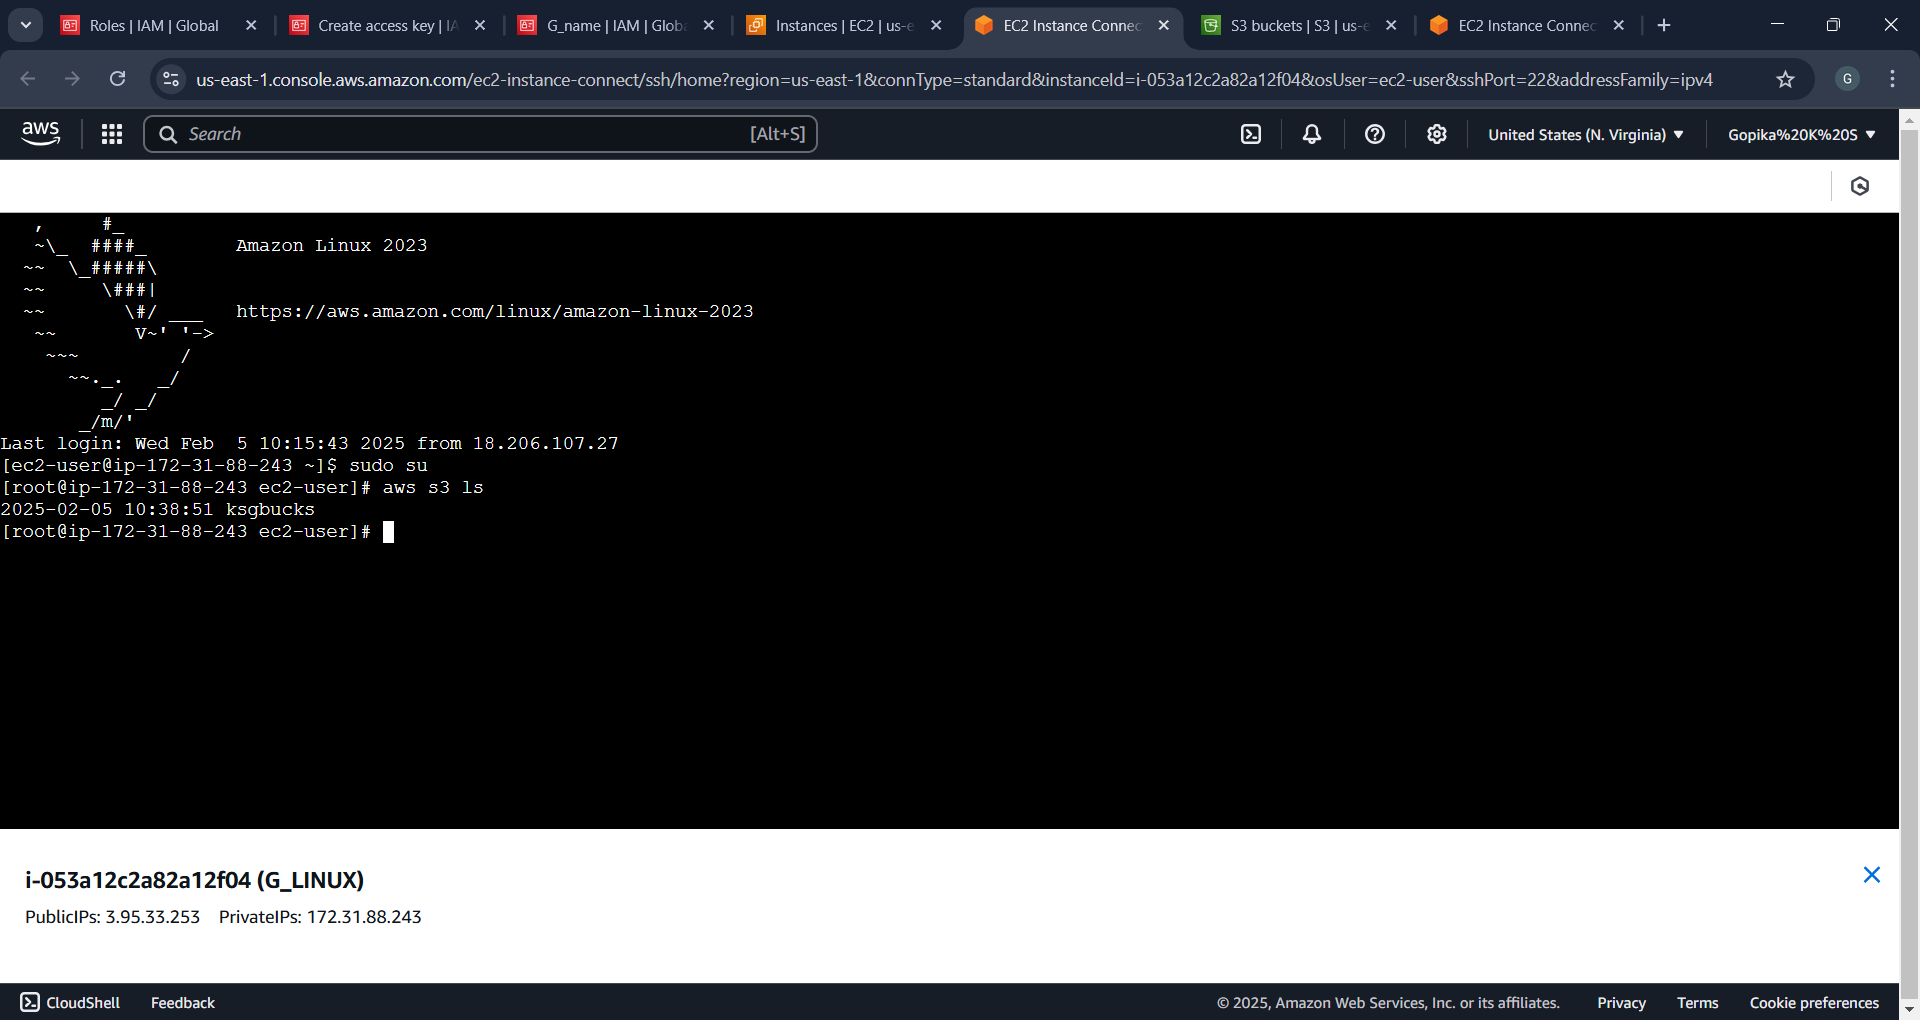 Roles | IAM | Global
Create access key | IA
G_name | IAM | Globa
Instances | EC2 | us-e
EC2 Instance Connec
S3 buckets | S3 | us-e
EC2 Instance Connec
us-east-1.console.aws.amazon.com/ec2-instance-connect/ssh/home?region=us-east-1&connType=standard&instanceId=i-053a12c2a82a12f04&osUser=ec2-user&sshPort=22&addressFamily=ipv4
G
aws
Search
[Alt+S]
United States (N. Virginia)
Gopika%20K%20S
   ,     #_
   ~\_  ####_        Amazon Linux 2023
  ~~  \_#####\
  ~~     \###|
  ~~       \#/ ___   https://aws.amazon.com/linux/amazon-linux-2023
   ~~       V~' '->
    ~~~         /
      ~~._.   _/
         _/ _/
       _/m/'
Last login: Wed Feb  5 10:15:43 2025 from 18.206.107.27
[ec2-user@ip-172-31-88-243 ~]$ sudo su
[root@ip-172-31-88-243 ec2-user]# aws s3 ls
2025-02-05 10:38:51 ksgbucks
[root@ip-172-31-88-243 ec2-user]#
i-053a12c2a82a12f04 (G_LINUX)
PublicIPs: 3.95.33.253 PrivateIPs: 172.31.88.243
CloudShell Feedback © 2025, Amazon Web Services, Inc. or its affiliates. Privacy Terms Cookie preferences